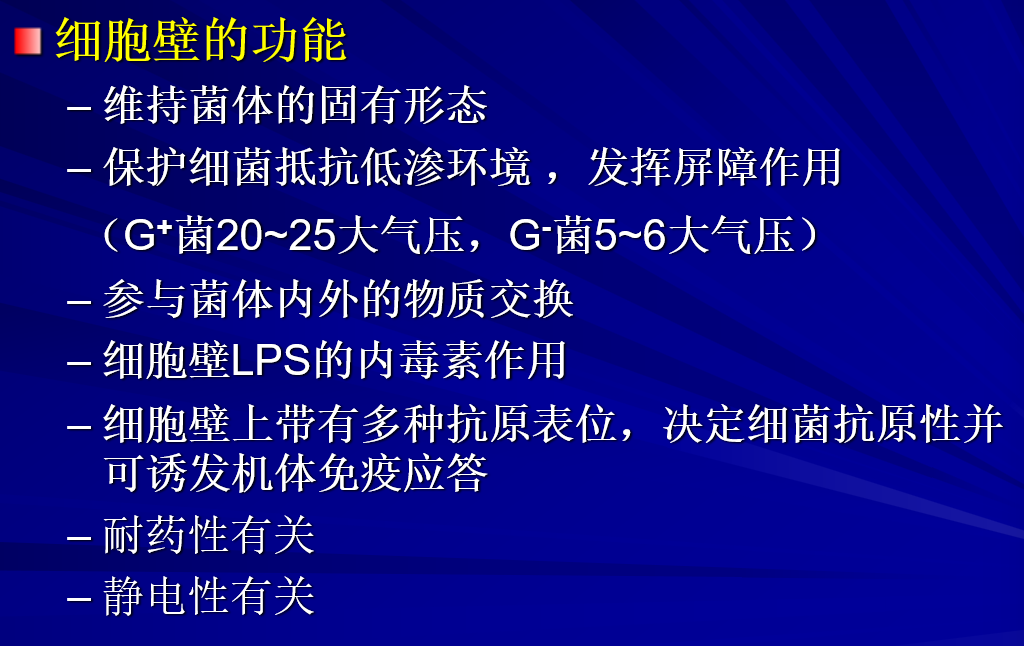 细胞壁的功能
– 维持菌体的固有形态
– 保护细菌抵抗低渗环境 ，发挥屏障作用
（G+菌20~25大气压，G-菌5~6大气压）
– 参与菌体内外的物质交换
– 细胞壁LPS的内毒素作用
– 细胞壁上带有多种抗原表位，决定细菌抗原性并
可诱发机体免疫应答
– 耐药性有关
– 静电性有关